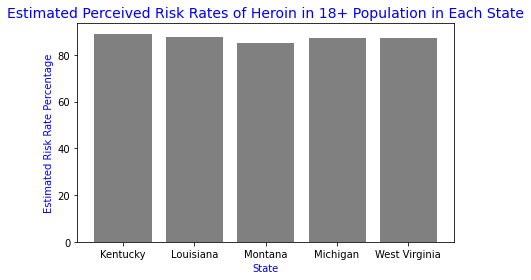 Estimated Perceived Risk Rates of Heroin in 18+ Population in Each State
Estimated Risk Rate Percentage
80
60
40
20
0
Kentucky Louisiana Montana Michigan West Virginia
State